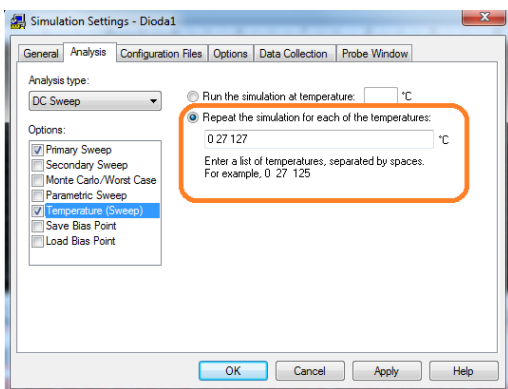 Simulation Settings - Dioda1
General Analysis Configuration Files Options Data Collection Probe Window
Analysis type:
DC Sweep
Options:
Primary Sweep
Secondary Sweep
Monte Carlo/Worst Case
Parametric Sweep
Temperature (Sweep)
Save Bias Point
Load Bias Point
Run the simulation at temperature: °C
Repeat the simulation for each of the temperatures:
0 27 127 °C
Enter a list of temperatures, separated by spaces.
For example, 0 27 125
OK Cancel Apply Help